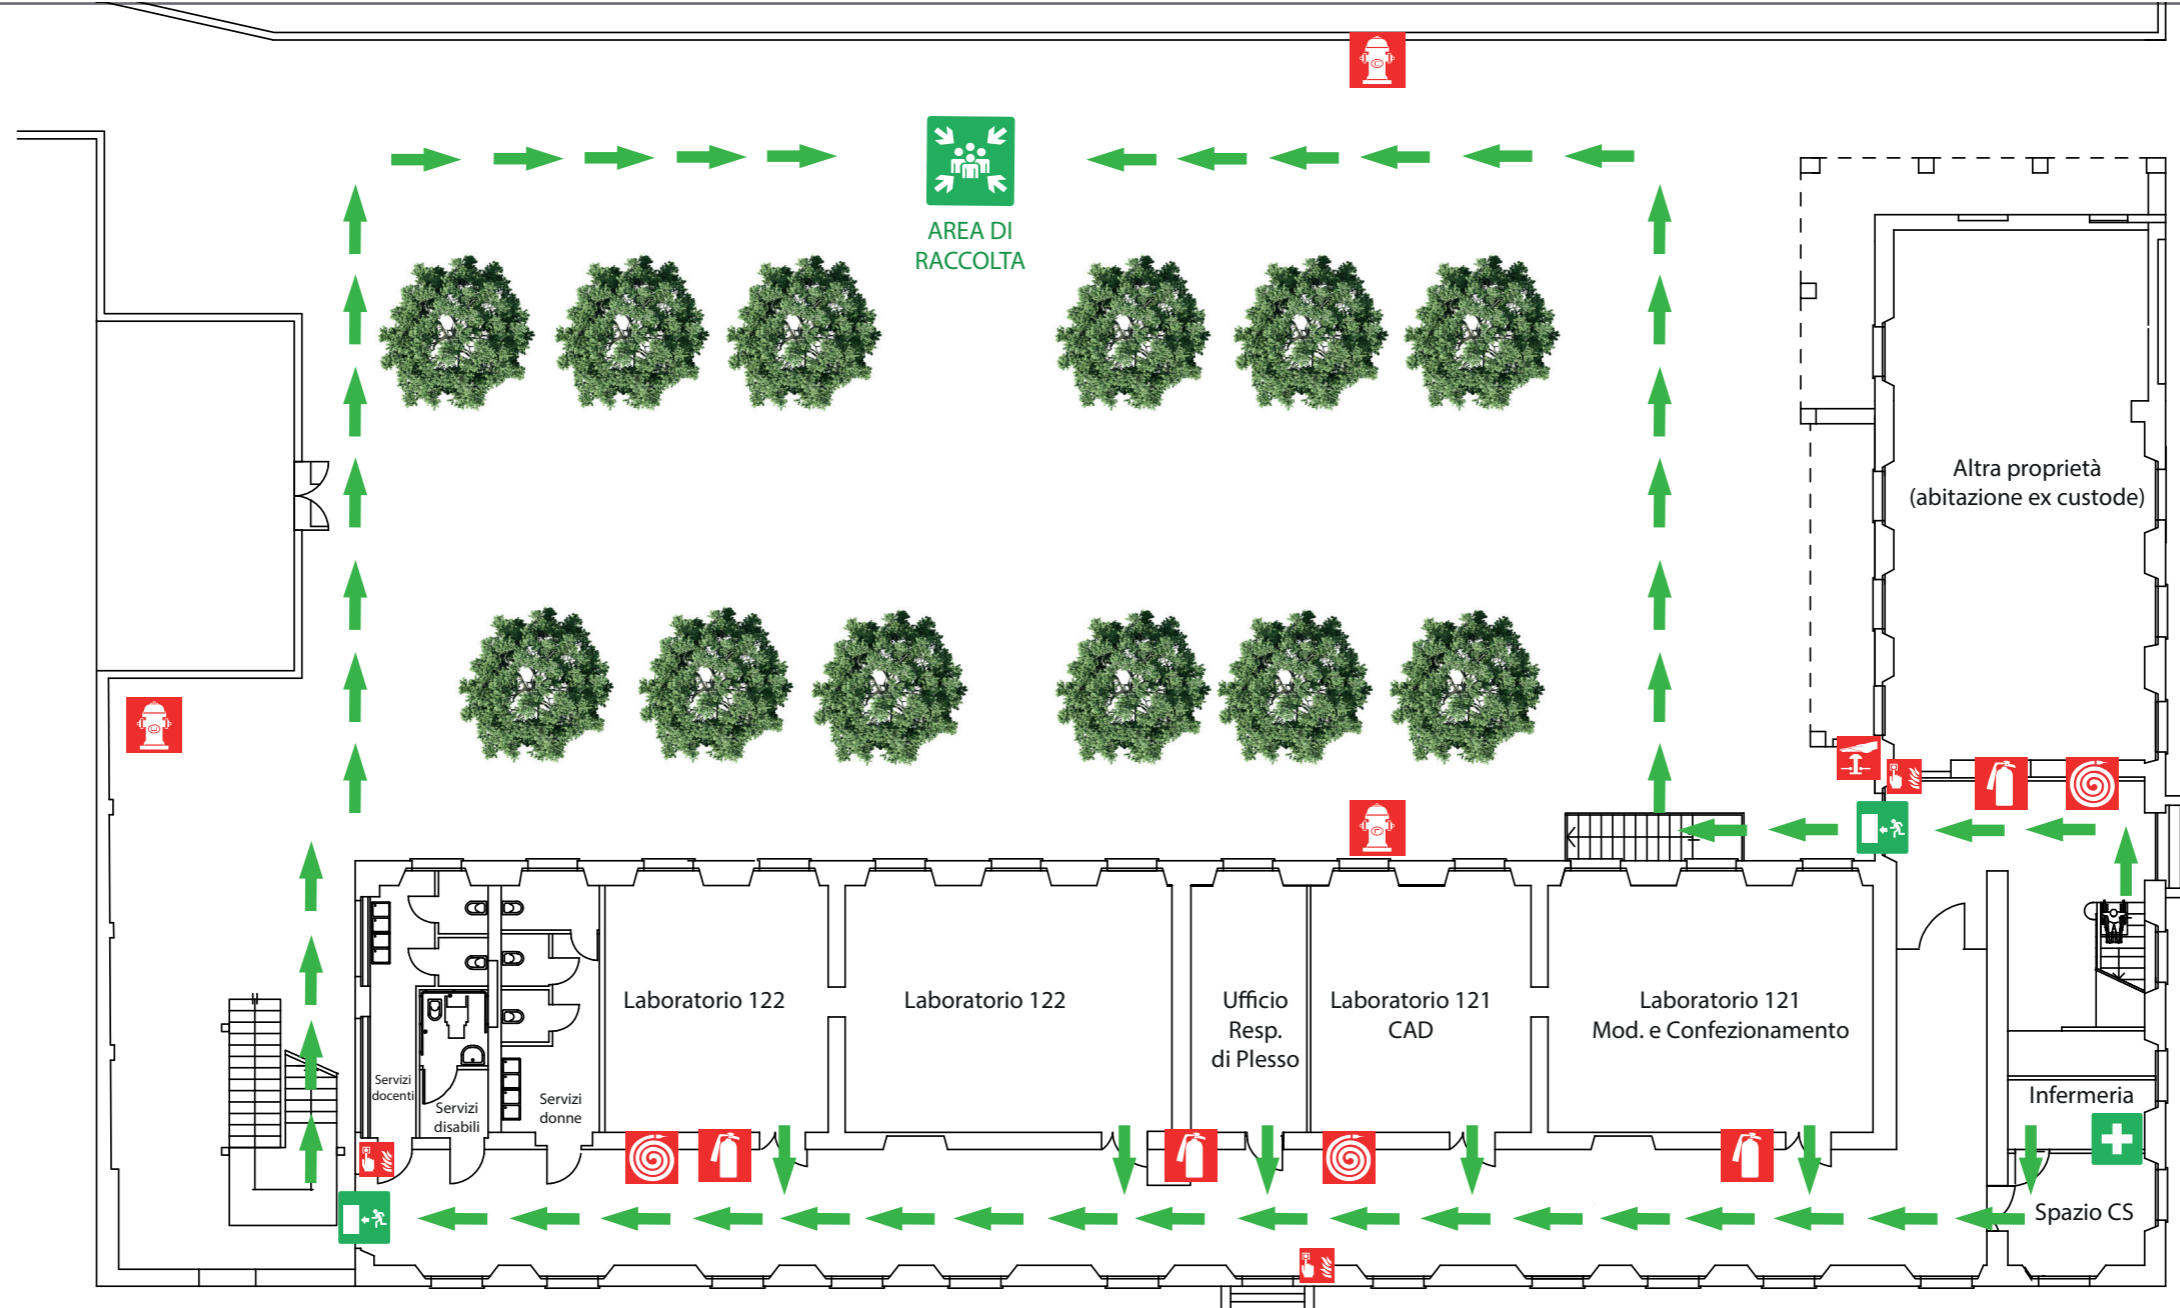 AREA DI
RACCOLTA
Altra proprietà
(abitazione ex custode)
Laboratorio 122
Laboratorio 122
Ufficio
Resp.
di Plesso
Laboratorio 121
CAD
Laboratorio 121
Mod. e Confezionamento
Servizi
docenti
Servizi
disabili
Servizi
donne
Infermeria
Spazio CS